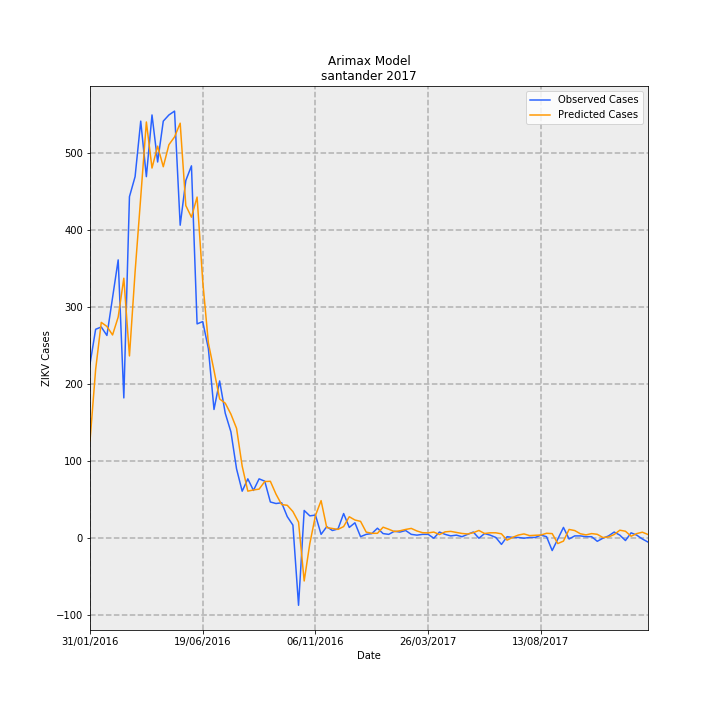 Arimax Model
santander 2017
Observed Cases
Predicted Cases
ZIKV Cases
500
400
300
200
100
0
−100
31/01/2016
19/06/2016
06/11/2016
26/03/2017
13/08/2017
Date